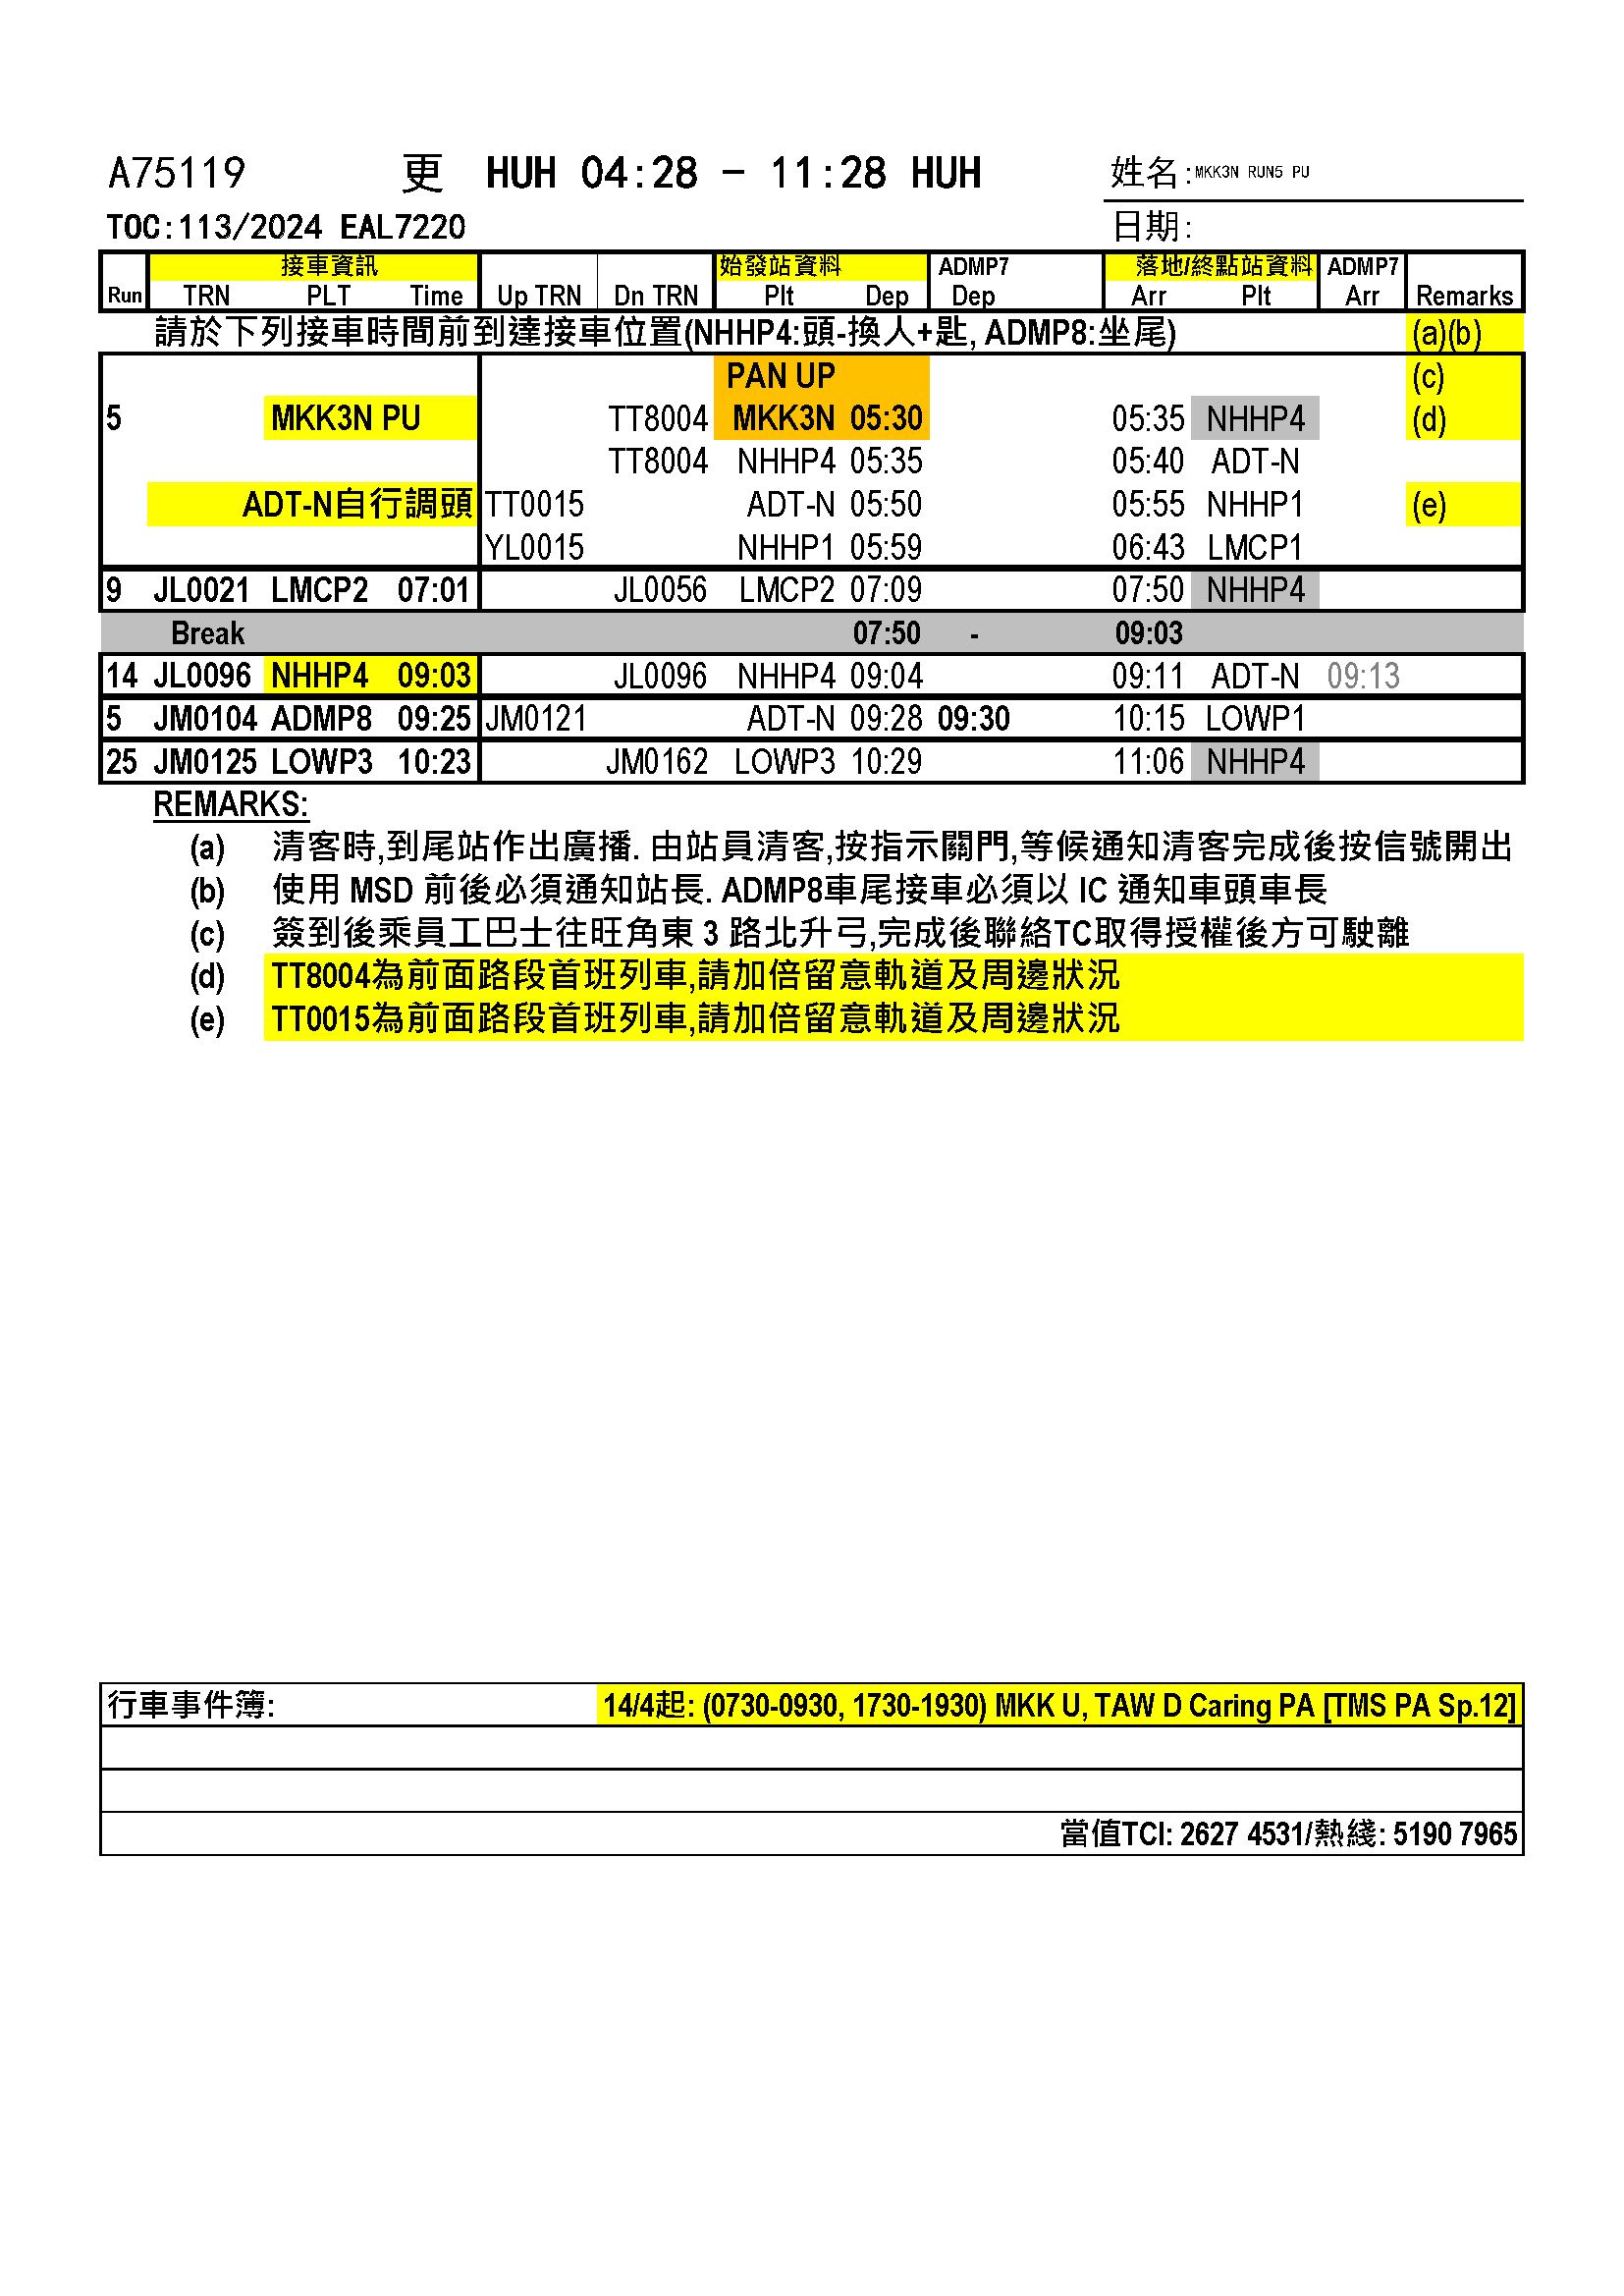 A75119 更 HUH 04:28 - 11:28 HUH 姓名:MKK3N RUN5 PU
TOC:113/2024 EAL7220 日期:
接車資訊 始發站資料 ADMP7 落地/終點站資料 ADMP7
Run TRN PLT Time Up TRN Dn TRN Plt Dep Dep Arr Plt Arr Remarks
請於下列接車時間前到達接車位置(NHHP4:頭-換人+匙, ADMP8:坐尾) (a)(b)
PAN UP (c)
5 MKK3N PU TT8004 MKK3N 05:30 05:35 NHHP4 (d)
TT8004 NHHP4 05:35 05:40 ADT-N
ADT-N自行調頭 TT0015 ADT-N 05:50 05:55 NHHP1 (e)
YL0015 NHHP1 05:59 06:43 LMCP1
9 JL0021 LMCP2 07:01 JL0056 LMCP2 07:09 07:50 NHHP4
Break 07:50 - 09:03
14 JL0096 NHHP4 09:03 JL0096 NHHP4 09:04 09:11 ADT-N 09:13
5 JM0104 ADMP8 09:25 JM0121 ADT-N 09:28 09:30 10:15 LOWP1
25 JM0125 LOWP3 10:23 JM0162 LOWP3 10:29 11:06 NHHP4
REMARKS:
(a) 清客時,到尾站作出廣播. 由站員清客,按指示關門,等候通知清客完成後按信號開出
(b) 使用 MSD 前後必須通知站長. ADMP8車尾接車必須以 IC 通知車頭車長
(c) 簽到後乘員工巴士往旺角東 3 路北升弓,完成後聯絡TC取得授權後方可駛離
(d) TT8004為前面路段首班列車,請加倍留意軌道及周邊狀況
(e) TT0015為前面路段首班列車,請加倍留意軌道及周邊狀況
行車事件簿: 14/4起: (0730-0930, 1730-1930) MKK U, TAW D Caring PA [TMS PA Sp.12]
當值TCI: 2627 4531/熱綫: 5190 7965